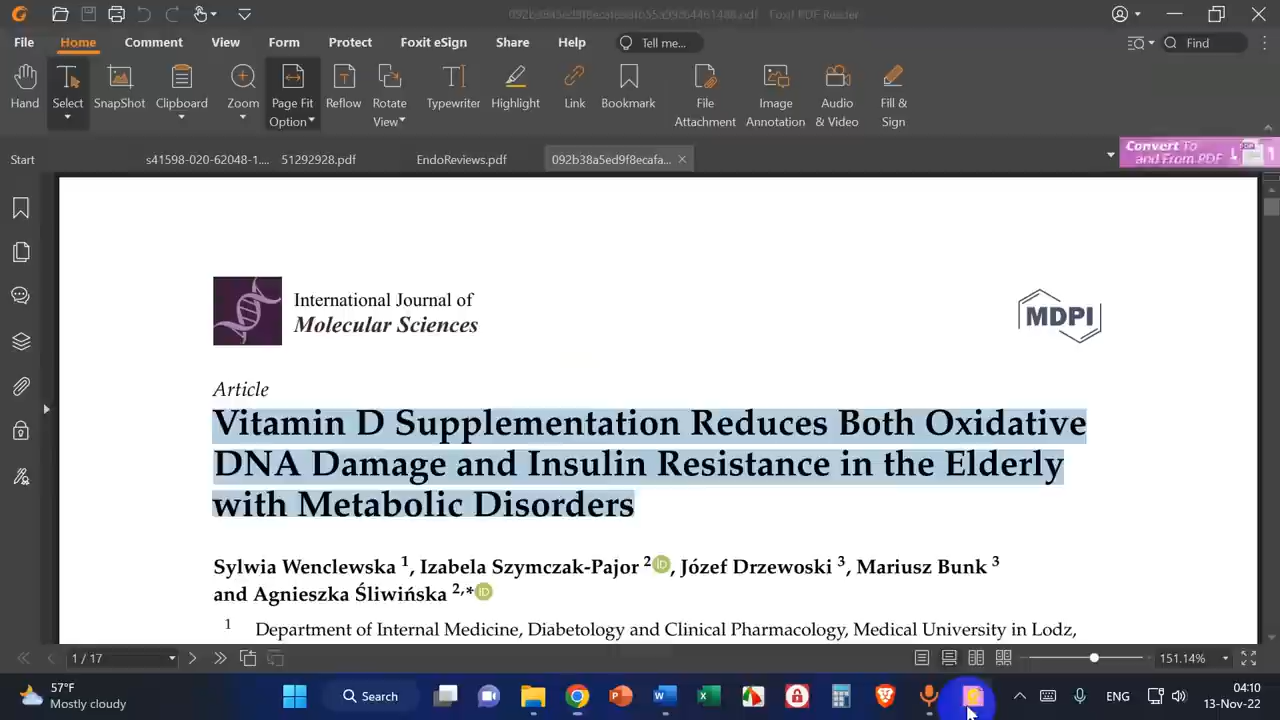 Foxit PDF Reader
File Home Comment View Form Protect Foxit eSign Share Help Tell me... Find
Hand Select SnapShot Clipboard Zoom Page Fit Option Reflow Rotate View Typewriter Highlight Link Bookmark File Attachment Image Annotation Audio & Video Fill & Sign
Start s41598-020-62048-1.... 51292928.pdf EndoReviews.pdf 092b38a5ed9f8ecafa...
Convert To
and From PDF
International Journal of
Molecular Sciences
MDPI
Article
Vitamin D Supplementation Reduces Both Oxidative
DNA Damage and Insulin Resistance in the Elderly
with Metabolic Disorders
Sylwia Wenclewska 1, Izabela Szymczak-Pajor 2, Józef Drzewoski 3, Mariusz Bunk 3
and Agnieszka Śliwińska 2,*
1 Department of Internal Medicine, Diabetology and Clinical Pharmacology, Medical University in Lodz,
1 / 17 151.14%
57°F
Mostly cloudy
Search
ENG
04:10
13-Nov-22